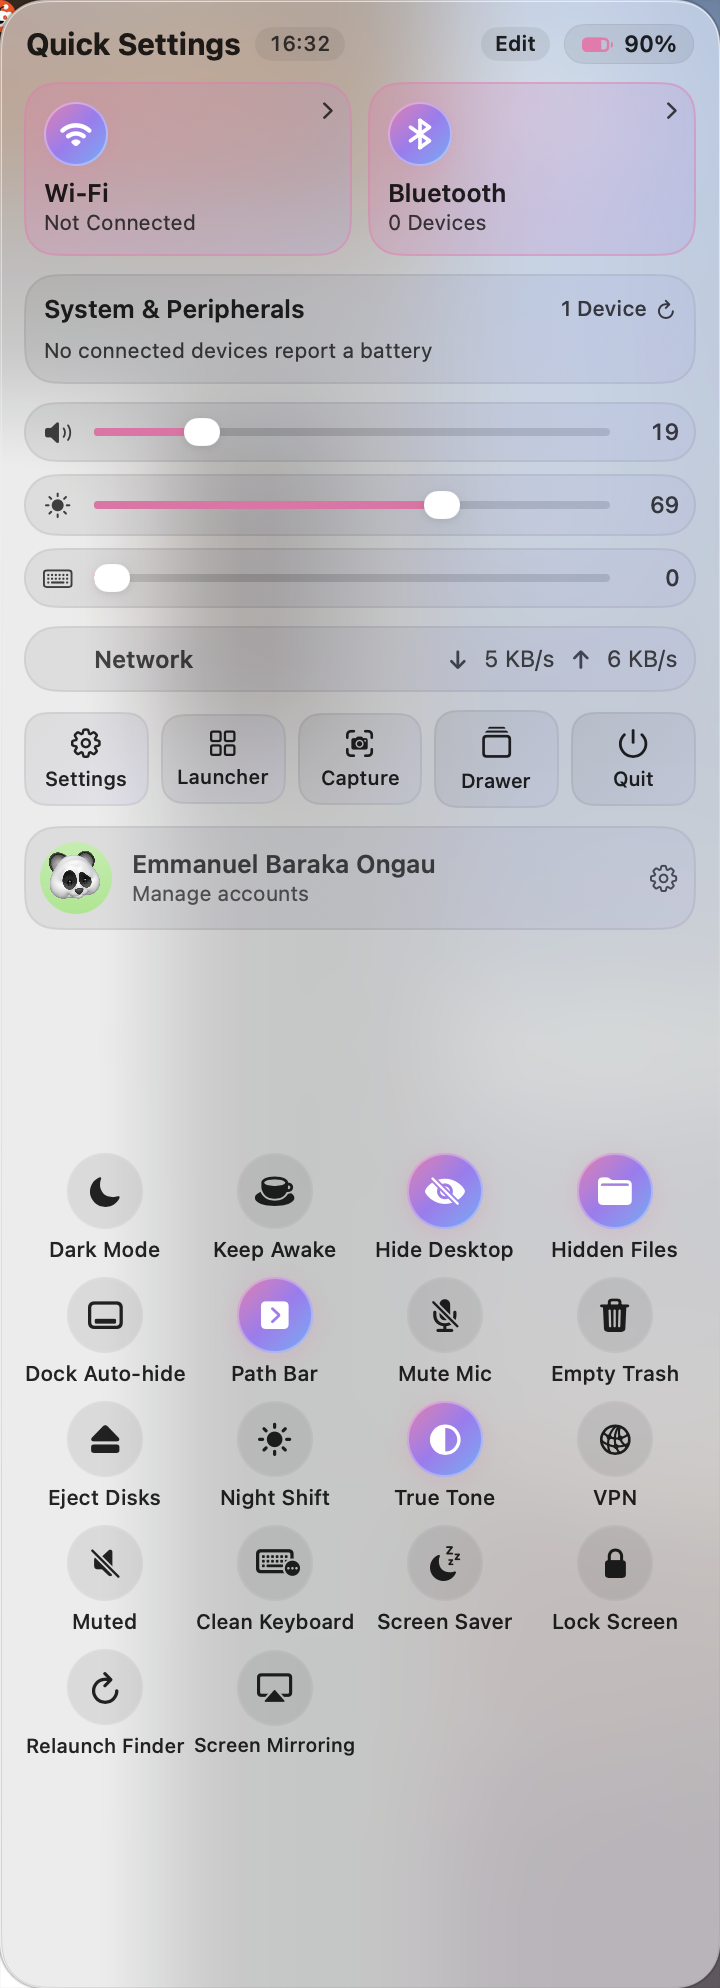 Quick Settings 16:32 Edit 90%
Wi-Fi
Not Connected
Bluetooth
0 Devices
System & Peripherals 1 Device
No connected devices report a battery
19
69
0
Network 5 KB/s 6 KB/s
Settings Launcher Capture Drawer Quit
Emmanuel Baraka Ongau
Manage accounts
Dark Mode Keep Awake Hide Desktop Hidden Files
Dock Auto-hide Path Bar Mute Mic Empty Trash
Eject Disks Night Shift True Tone VPN
Muted Clean Keyboard Screen Saver Lock Screen
Relaunch Finder Screen Mirroring